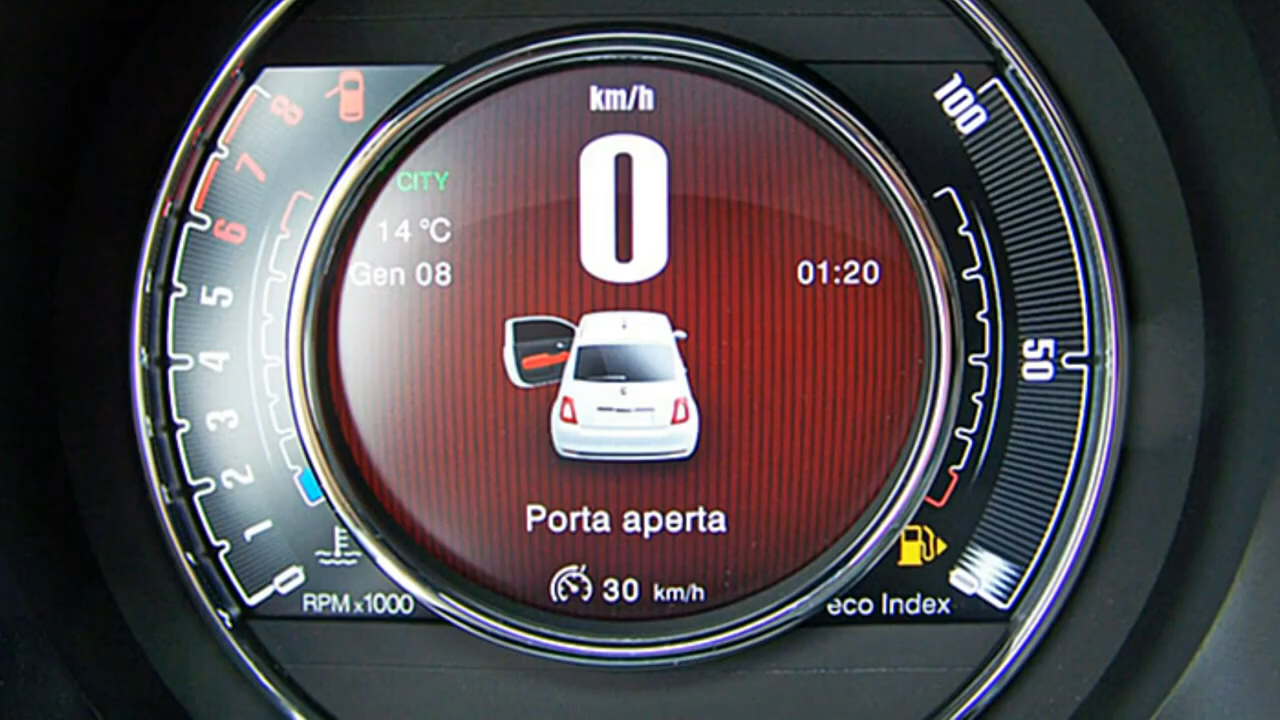 km/h
0
CITY
14 °C
Gen 08
01:20
Porta aperta
30 km/h
8
7
6
5
4
3
2
1
0
RPM x1000
100
50
0
eco Index